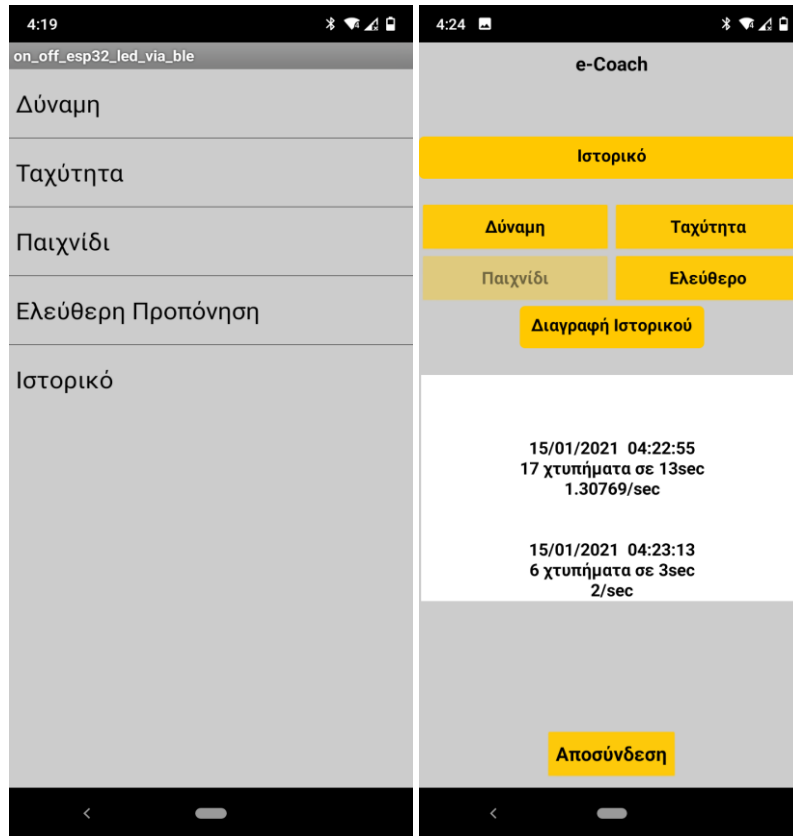 4:19
on_off_esp32_led_via_ble
Δύναμη
Ταχύτητα
Παιχνίδι
Ελεύθερη Προπόνηση
Ιστορικό
4:24
e-Coach
Ιστορικό
Δύναμη Ταχύτητα
Παιχνίδι Ελεύθερο
Διαγραφή Ιστορικού
15/01/2021 04:22:55
17 χτυπήματα σε 13sec
1.30769/sec
15/01/2021 04:23:13
6 χτυπήματα σε 3sec
2/sec
Αποσύνδεση